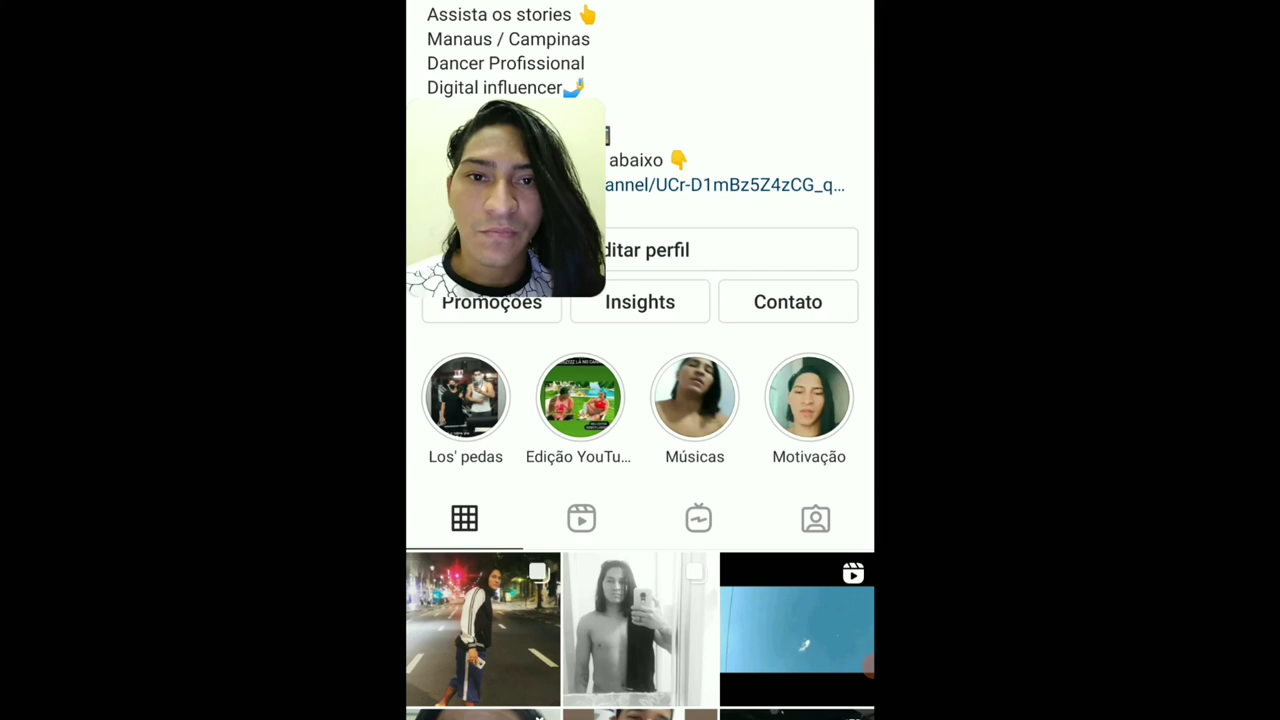 Assista os stories 👆
Manaus / Campinas
Dancer Profissional
Digital influencer🤳
abaixo 👇
annel/UCr-D1mBz5Z4zCG_q...
ditar perfil
Promoções
Insights
Contato
Los' pedas
Edição YouTu...
Músicas
Motivação